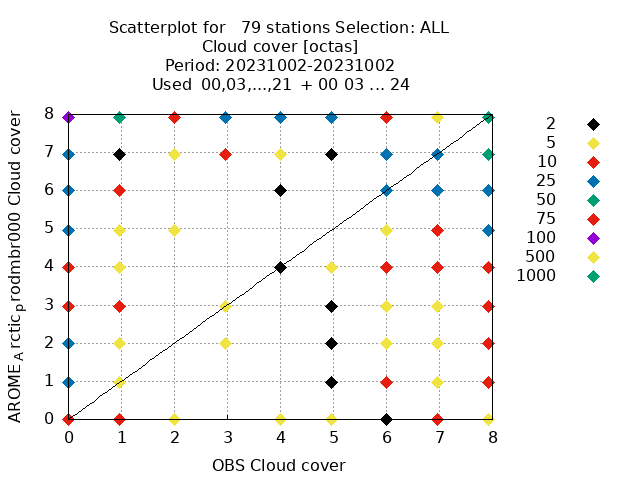 Scatterplot for 79 stations Selection: ALL
Cloud cover [octas]
Period: 20231002-20231002
Used 00,03,...,21 + 00 03 ... 24
AROME_Arctic_prodmbr000 Cloud cover
8
7
6
5
4
3
2
1
0
0 1 2 3 4 5 6 7 8
OBS Cloud cover
2
5
10
25
50
75
100
500
1000